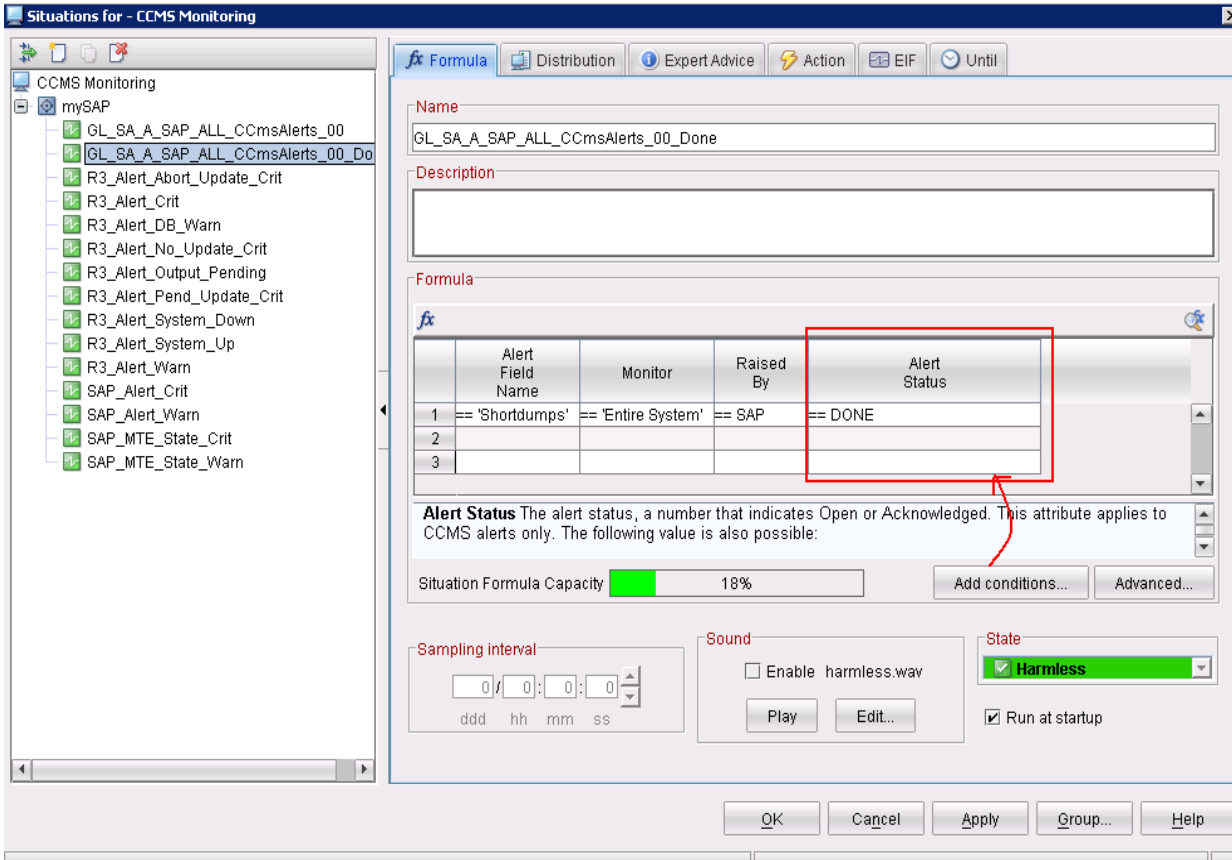 Situations for - CCMS Monitoring
CCMS Monitoring
mySAP
GL_SA_A_SAP_ALL_CCmsAlerts_00
GL_SA_A_SAP_ALL_CCmsAlerts_00_Do
R3_Alert_Abort_Update_Crit
R3_Alert_Crit
R3_Alert_DB_Warn
R3_Alert_No_Update_Crit
R3_Alert_Output_Pending
R3_Alert_Pend_Update_Crit
R3_Alert_System_Down
R3_Alert_System_Up
R3_Alert_Warn
SAP_Alert_Crit
SAP_Alert_Warn
SAP_MTE_State_Crit
SAP_MTE_State_Warn
fx Formula Distribution Expert Advice Action EIF Until
Name
GL_SA_A_SAP_ALL_CCmsAlerts_00_Done
Description
Formula
fx
Alert Field Name Monitor Raised By Alert Status
1 == 'Shortdumps' == 'Entire System' == SAP == DONE
2
3
Alert Status The alert status, a number that indicates Open or Acknowledged. This attribute applies to
CCMS alerts only. The following value is also possible:
Situation Formula Capacity 18% Add conditions... Advanced...
Sampling interval
0 / 0 : 0 : 0
ddd hh mm ss
Sound
Enable harmless.wav
Play Edit...
State
Harmless
Run at startup
OK Cancel Apply Group... Help